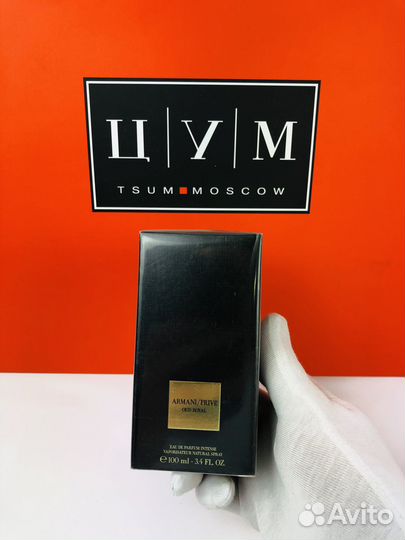 Ц|У|М
TSUM■MOSCOW
ARMANI/PRIVÉ
OUD ROYAL
EAU DE PARFUM INTENSE
VAPORISATEUR NATURAL SPRAY
℮ 100 ml - 3.4 FL. OZ.
Avito